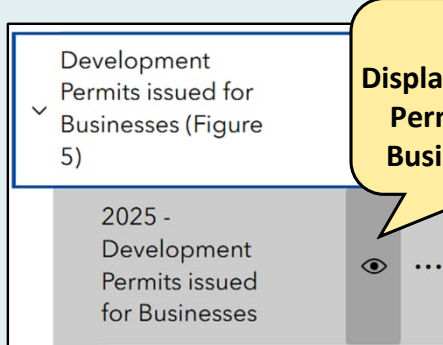 Development
Permits issued for
Businesses (Figure
5)
2025 -
Development
Permits issued
for Businesses